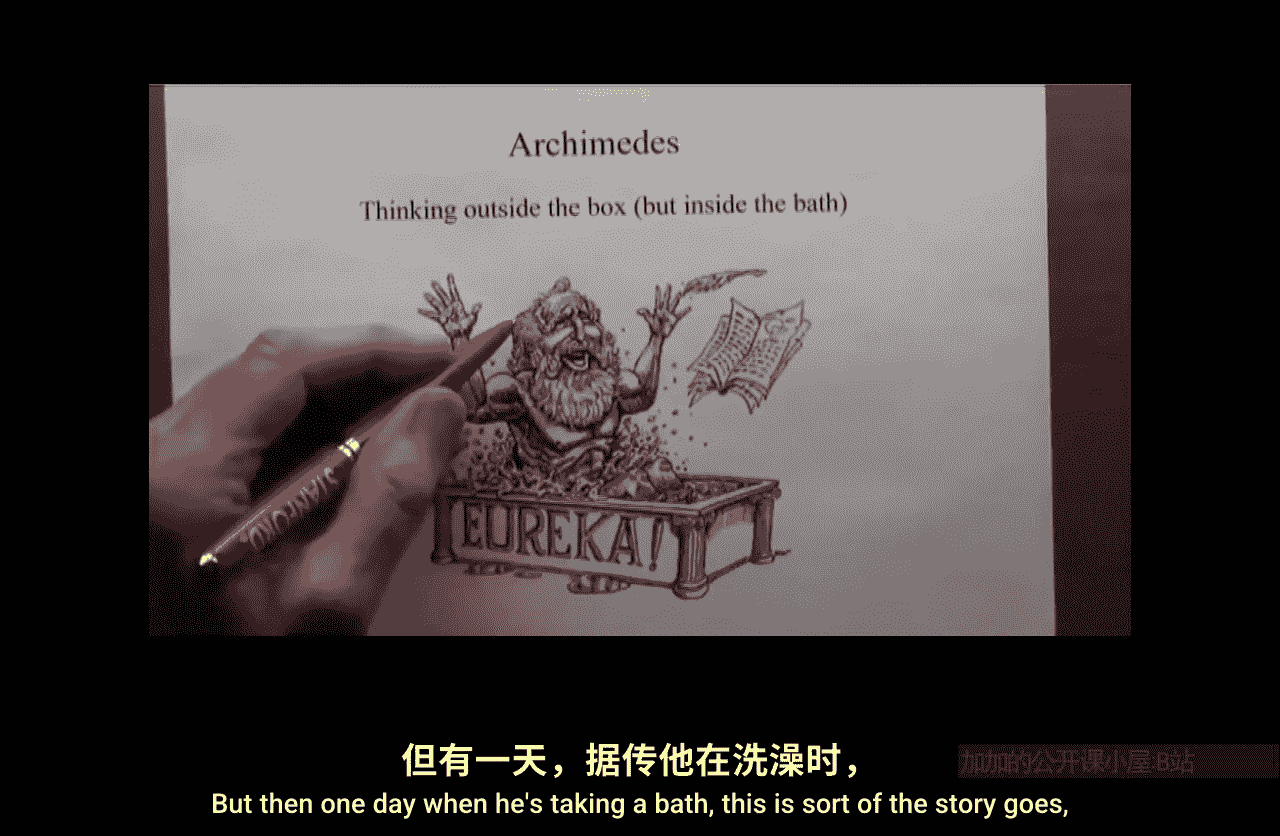 Archimedes
Thinking outside the box (but inside the bath)
EUREKA!
STANFORD
但有一天，据传他在洗澡时，
加加的公开课小屋:B站
But then one day when he's taking a bath, this is sort of the story goes,